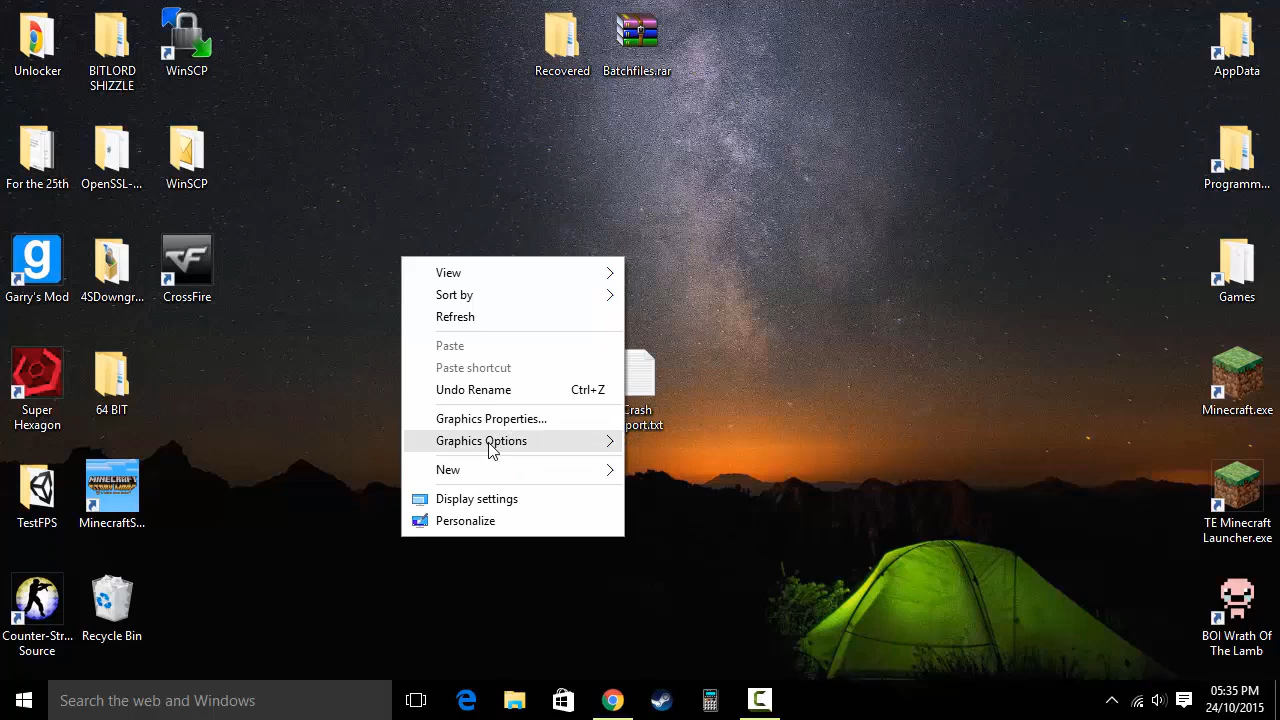 Unlocker
BITLORD
SHIZZLE
WinSCP
Recovered
Batchfiles.rar
AppData
For the 25th
OpenSSL-...
WinSCP
Programm...
Garry's Mod
4SDowngr...
CrossFire
Games
Super
Hexagon
64 BIT
Crash
port.txt
Minecraft.exe
TestFPS
MinecraftS...
TE Minecraft
Launcher.exe
Counter-Str...
Source
Recycle Bin
BOI Wrath Of
The Lamb
View
Sort by
Refresh
Paste
Paste shortcut
Undo Rename Ctrl+Z
Graphics Properties...
Graphics Options
New
Display settings
Personalize
Search the web and Windows
05:35 PM
24/10/2015